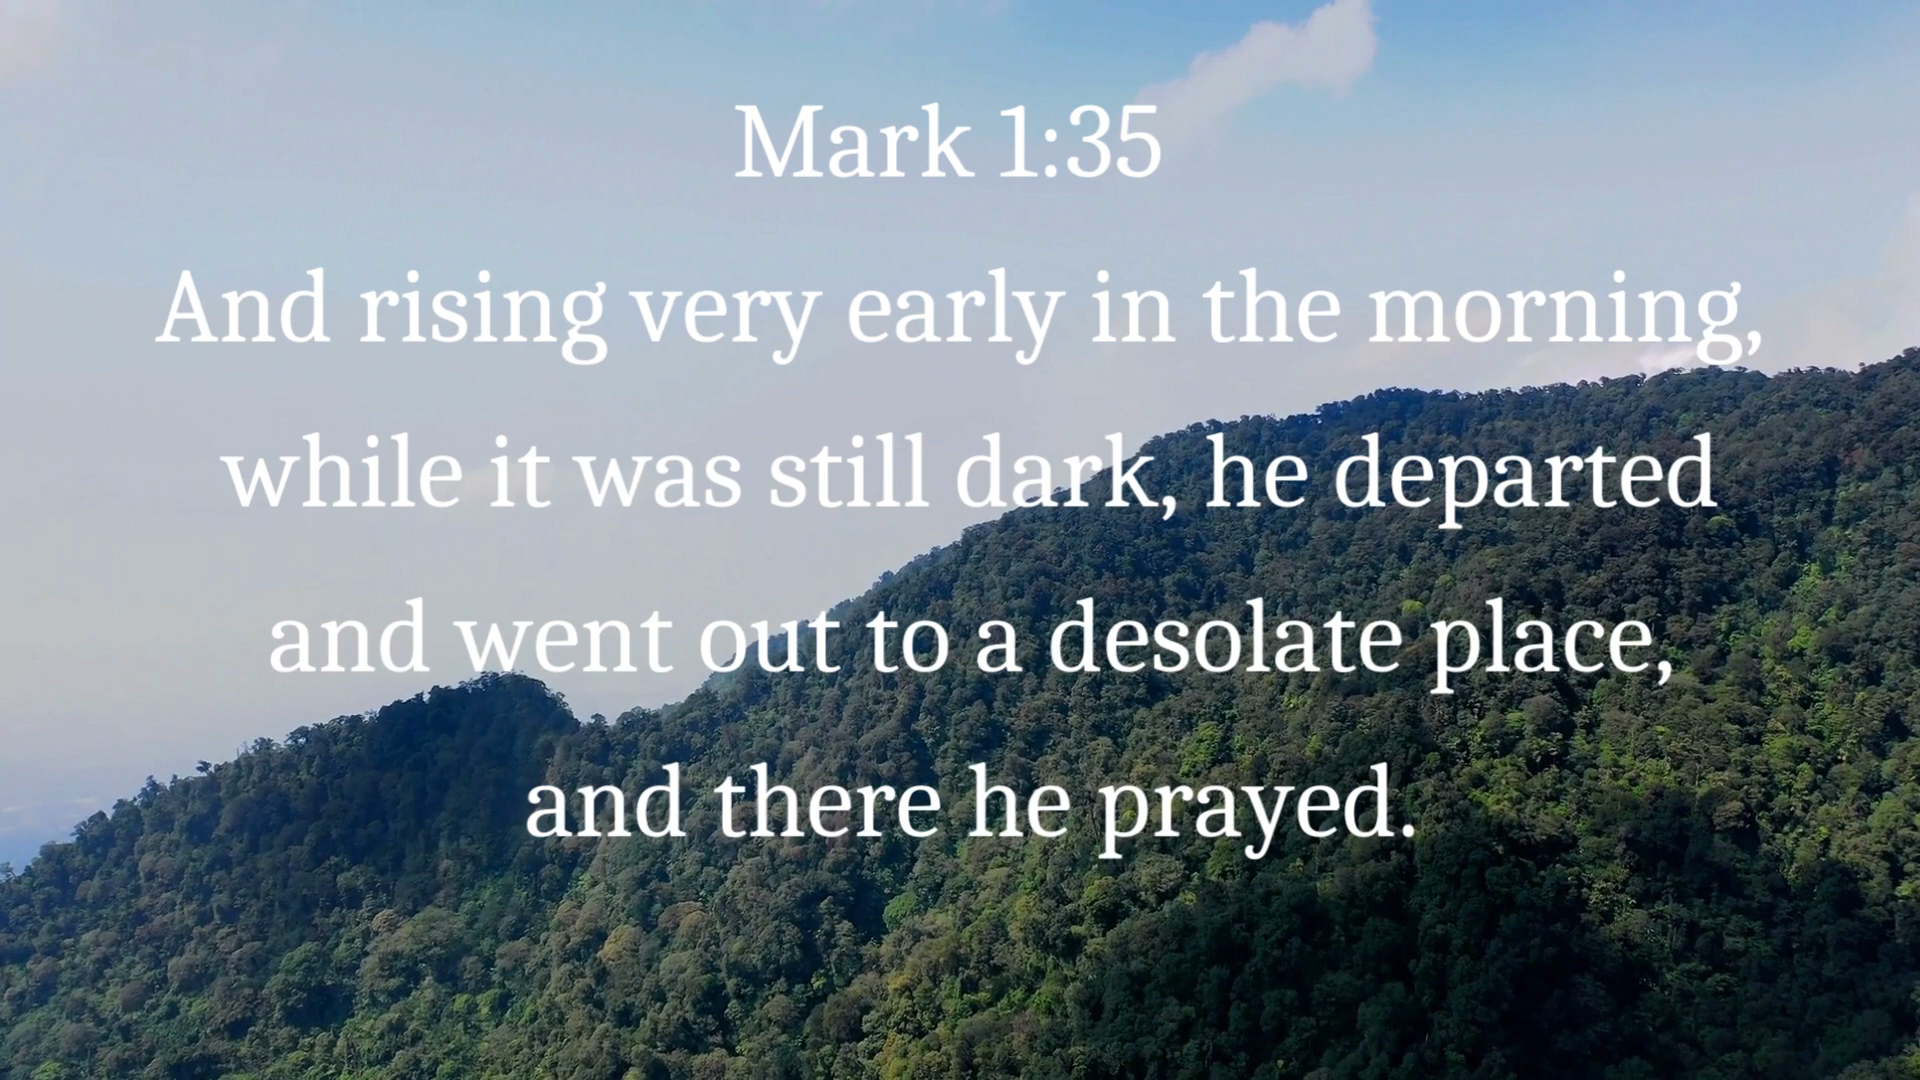 Mark 1:35
And rising very early in the morning,
while it was still dark, he departed
and went out to a desolate place,
and there he prayed.